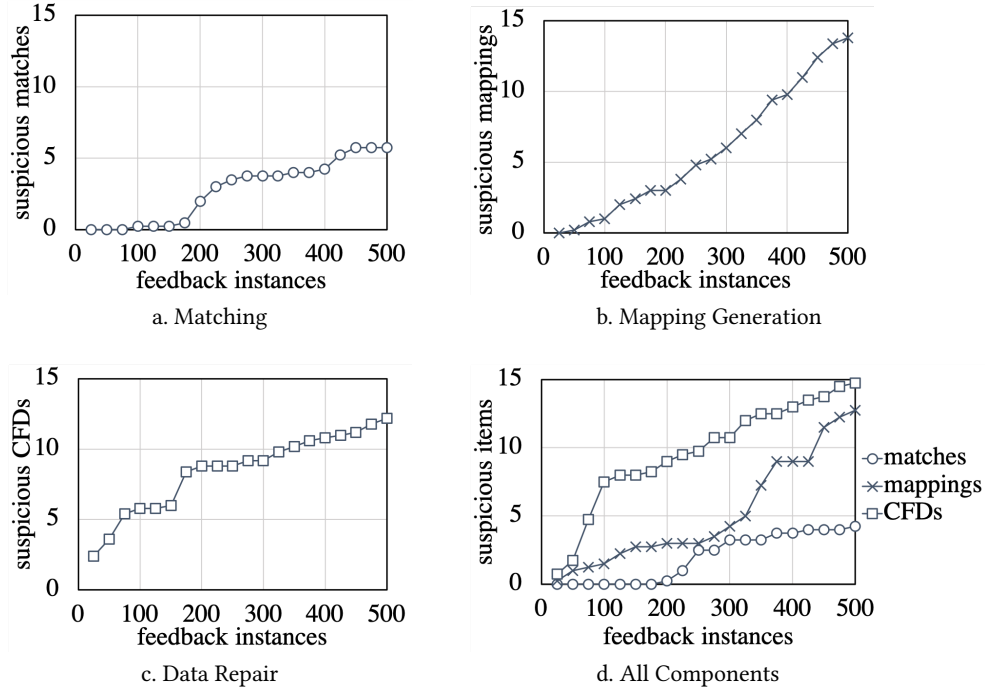 suspicious matches
15
10
5
0
0 100 200 300 400 500
feedback instances
a. Matching
suspicious mappings
15
10
5
0
0 100 200 300 400 500
feedback instances
b. Mapping Generation
suspicious CFDs
15
10
5
0
0 100 200 300 400 500
feedback instances
c. Data Repair
suspicious items
15
10
5
0
0 100 200 300 400 500
feedback instances
matches
mappings
CFDs
d. All Components